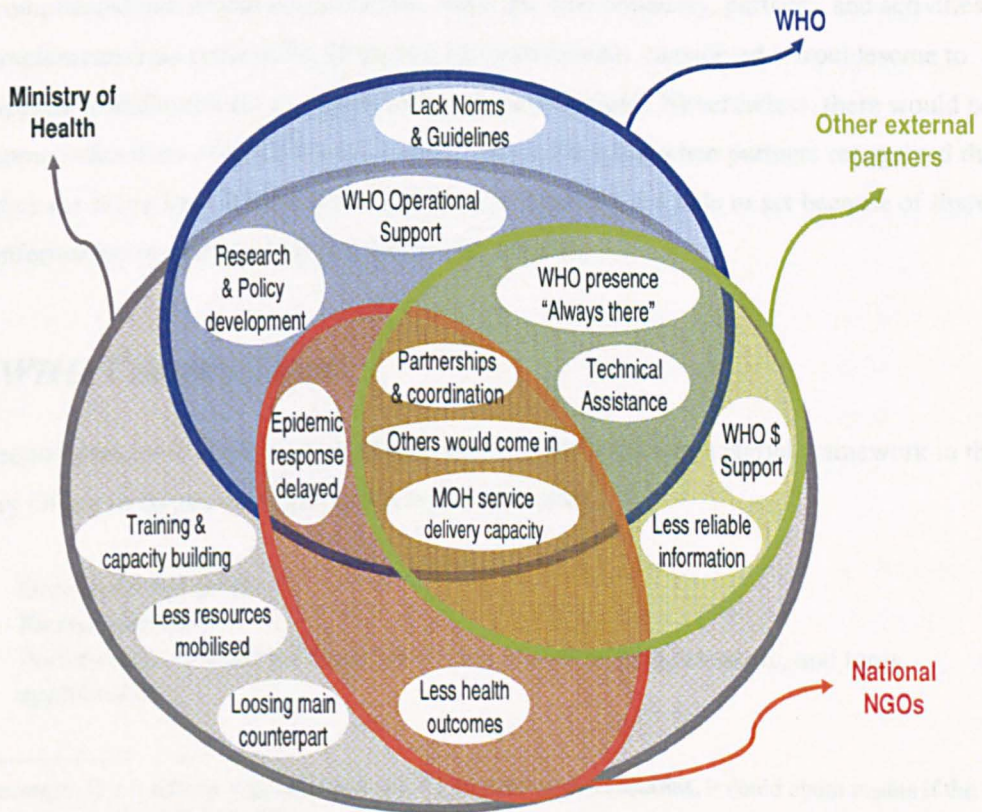 WHO
Ministry of
Health
Lack Norms
& Guidelines
Other external
partners
WHO Operational
Support
Research
& Policy
development
WHO presence
“Always there”
Partnerships
& coordination
Technical
Assistance
Epidemic
response
delayed
Others would come in
WHO $
Support
MOH service
delivery capacity
Training &
capacity building
Less reliable
information
Less resources
mobilised
Loosing main
counterpart
Less health
outcomes
National
NGOs